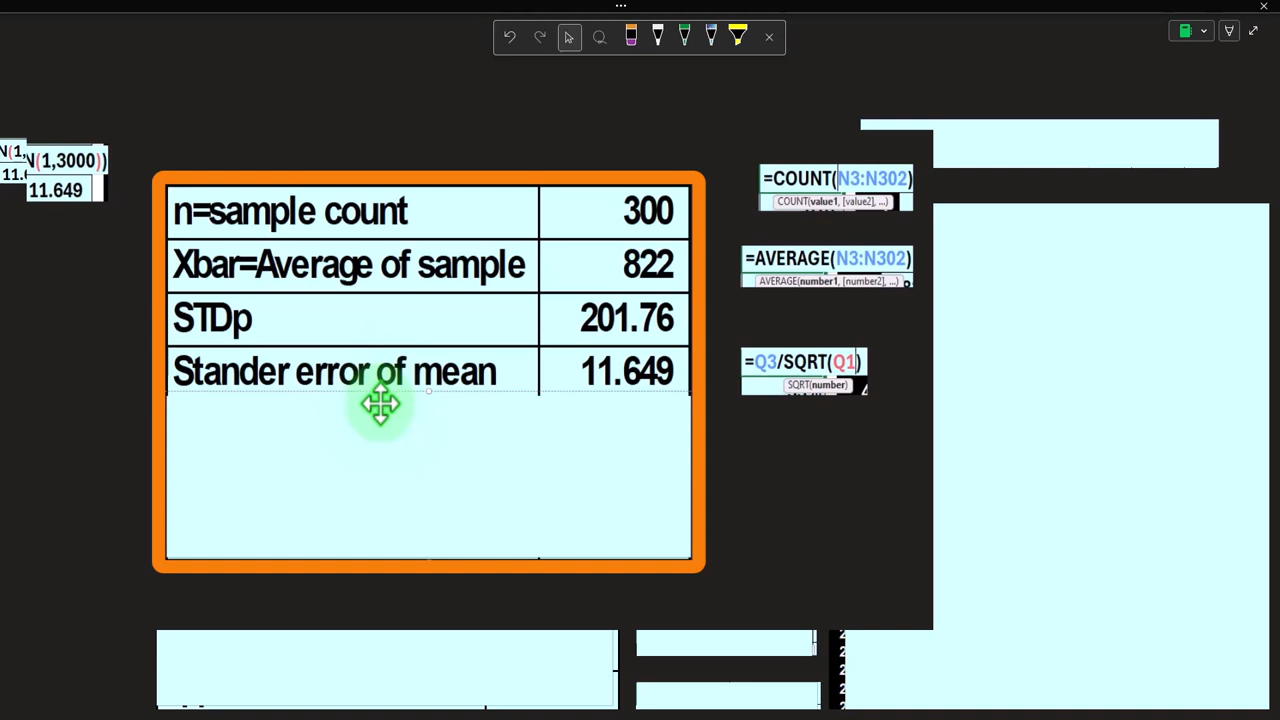 N(1,3000))
11.649
n=sample count 300
Xbar=Average of sample 822
STDp 201.76
Stander error of mean 11.649
=COUNT(N3:N302)
COUNT(value1, [value2], ...)
=AVERAGE(N3:N302)
AVERAGE(number1, [number2], ...)
=Q3/SQRT(Q1)
SQRT(number)